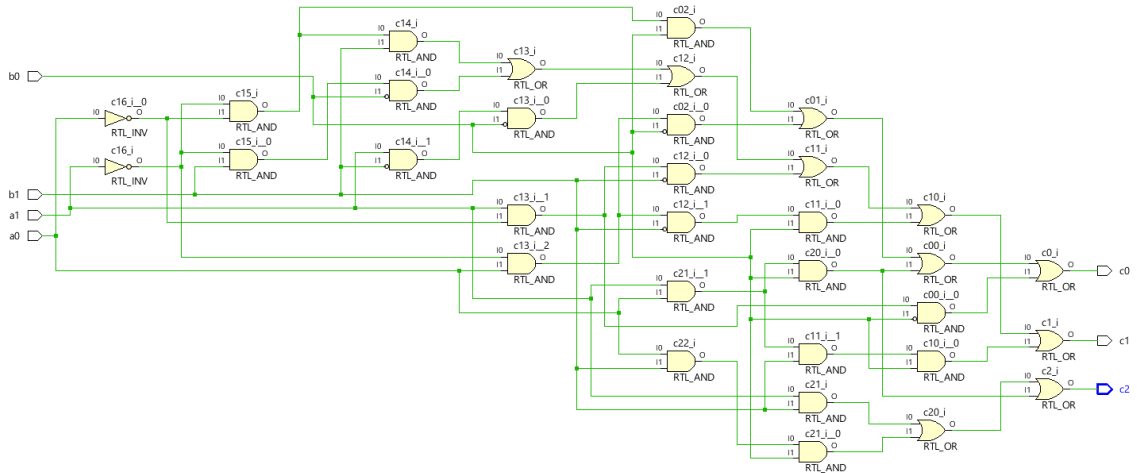 c02_i
I0
I1
O
RTL_AND
c14_i
I0
I1
O
RTL_AND
c13_i
I0
I1
O
RTL_OR
c12_i
I0
I1
O
RTL_OR
b0
c14_i__0
I0
I1
O
RTL_AND
c16_i__0
I0
O
RTL_INV
c15_i
I0
I1
O
RTL_AND
c13_i__0
I0
I1
O
RTL_AND
c02_i__0
I0
I1
O
RTL_AND
c01_i
I0
I1
O
RTL_OR
c16_i
I0
O
RTL_INV
c15_i__0
I0
I1
O
RTL_AND
c14_i__1
I0
I1
O
RTL_AND
c12_i__0
I0
I1
O
RTL_AND
c11_i
I0
I1
O
RTL_OR
b1
a1
a0
c13_i__1
I0
I1
O
RTL_AND
c12_i__1
I0
I1
O
RTL_AND
c11_i__0
I0
I1
O
RTL_AND
c10_i
I0
I1
O
RTL_OR
c13_i__2
I0
I1
O
RTL_AND
c21_i__1
I0
I1
O
RTL_AND
c20_i__0
I0
I1
O
RTL_AND
c00_i
I0
I1
O
RTL_OR
c0_i
I0
I1
O
RTL_OR
c0
c00_i__0
I0
I1
O
RTL_AND
c22_i
I0
I1
O
RTL_AND
c11_i__1
I0
I1
O
RTL_AND
c10_i__0
I0
I1
O
RTL_AND
c1_i
I0
I1
O
RTL_OR
c1
c21_i
I0
I1
O
RTL_AND
c2_i
I0
I1
O
RTL_OR
c2
c21_i__0
I0
I1
O
RTL_AND
c20_i
I0
I1
O
RTL_OR